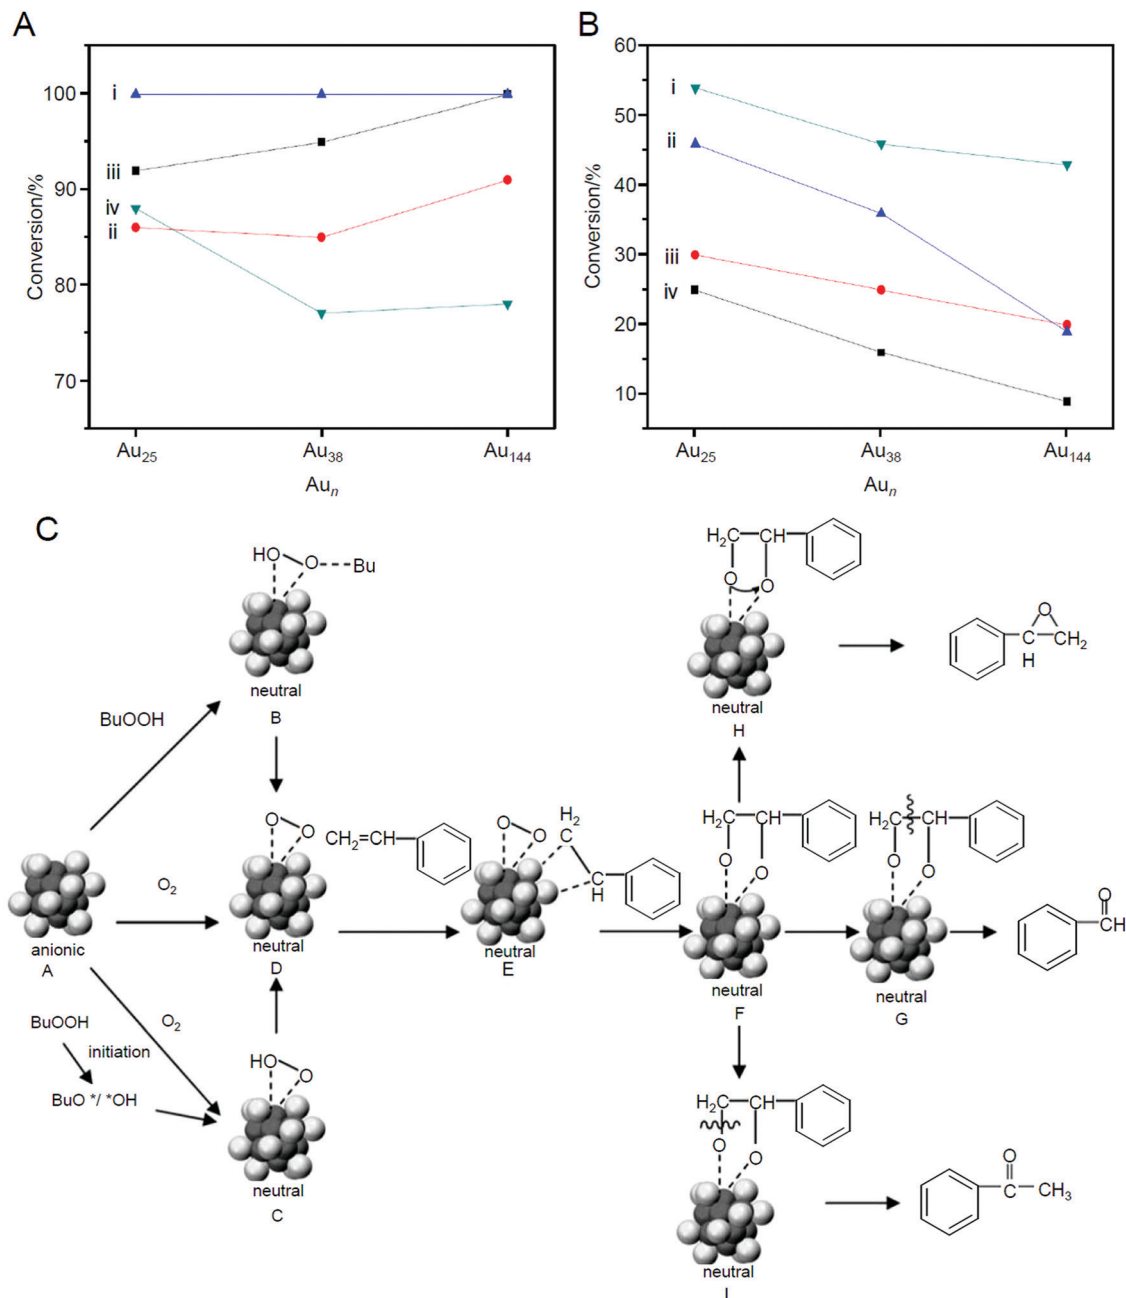 A
Conversion/%
100
90
80
70
i
iii
iv
ii
Au25
Au38
Au144
Aun
B
Conversion/%
60
50
40
30
20
10
i
ii
iii
iv
Au25
Au38
Au144
Aun
C
HO
O
Bu
neutral
B
BuOOH
H2C
CH
O
O
neutral
H
O
C
CH2
H
anionic
A
O2
O
O
CH2=CH
neutral
D
O
O
H2
C
C
H
neutral
E
H2C
CH
O
O
neutral
F
H2C
CH
O
O
neutral
G
O
CH
BuOOH
O2
initiation
BuO */ *OH
HO
O
neutral
C
H2C
CH
O
O
neutral
I
O
C
CH3